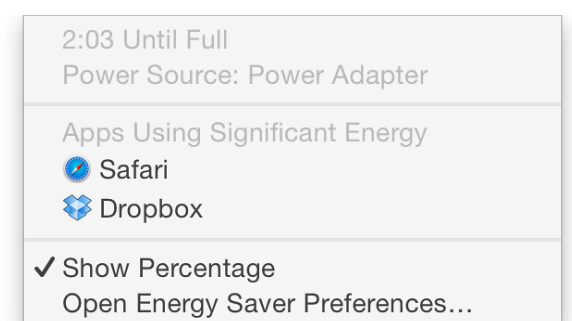 2:03 Until Full
Power Source: Power Adapter
Apps Using Significant Energy
Safari
Dropbox
✓ Show Percentage
Open Energy Saver Preferences…